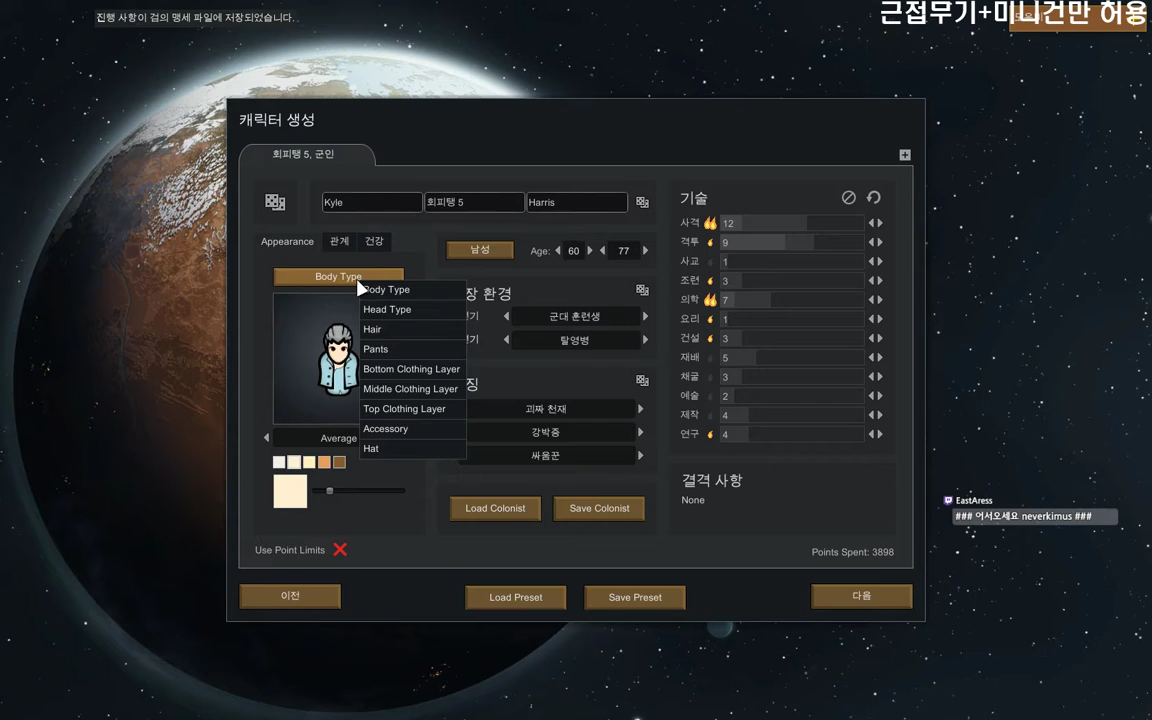 진행 사항이 검의 맹세 파일에 저장되었습니다.
근접무기+미니건만 허용
캐릭터 생성
회피탱 5, 군인
Kyle
회피탱 5
Harris
Appearance
관계
건강
남성
Age:
60
77
Body Type
Body Type
Head Type
Hair
Pants
Bottom Clothing Layer
Middle Clothing Layer
Top Clothing Layer
Accessory
Hat
Average
장 환경
기
군대 훈련생
기
탈영병
징
괴짜 천재
강박증
싸움꾼
Load Colonist
Save Colonist
기술
사격 12
격투 9
사교 1
조련 3
의학 7
요리 1
건설 3
재배 5
채굴 3
예술 2
제작 4
연구 4
결격 사항
None
Use Point Limits
Points Spent: 3898
이전
Load Preset
Save Preset
다음
EastAress
### 어서오세요 neverkimus ###